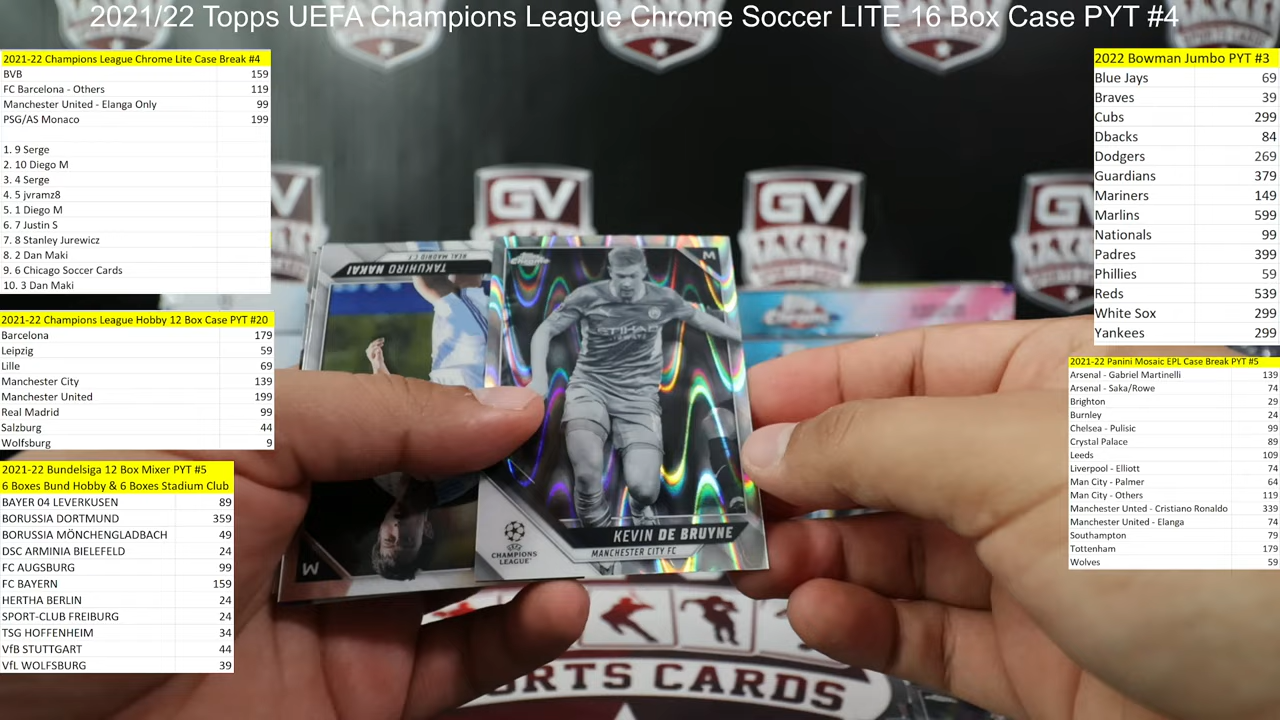 2021/22 Topps UEFA Champions League Chrome Soccer LITE 16 Box Case PYT #4
2021-22 Champions League Chrome Lite Case Break #4
BVB 159
FC Barcelona - Others 119
Manchester United - Elanga Only 99
PSG/AS Monaco 199
1. 9 Serge
2. 10 Diego M
3. 4 Serge
4. 5 jvramz8
5. 1 Diego M
6. 7 Justin S
7. 8 Stanley Jurewicz
8. 2 Dan Maki
9. 6 Chicago Soccer Cards
10. 3 Dan Maki
2021-22 Champions League Hobby 12 Box Case PYT #20
Barcelona 179
Leipzig 59
Lille 69
Manchester City 139
Manchester United 199
Real Madrid 99
Salzburg 44
Wolfsburg 9
2021-22 Bundelsiga 12 Box Mixer PYT #5
6 Boxes Bund Hobby & 6 Boxes Stadium Club
BAYER 04 LEVERKUSEN 89
BORUSSIA DORTMUND 359
BORUSSIA MÖNCHENGLADBACH 49
DSC ARMINIA BIELEFELD 24
FC AUGSBURG 99
FC BAYERN 159
HERTHA BERLIN 24
SPORT-CLUB FREIBURG 24
TSG HOFFENHEIM 34
VfB STUTTGART 44
VfL WOLFSBURG 39
2022 Bowman Jumbo PYT #3
Blue Jays 69
Braves 39
Cubs 299
Dbacks 84
Dodgers 269
Guardians 379
Mariners 149
Marlins 599
Nationals 99
Padres 399
Phillies 59
Reds 539
White Sox 299
Yankees 299
2021-22 Panini Mosaic EPL Case Break PYT #5
Arsenal - Gabriel Martinelli 139
Arsenal - Saka/Rowe 74
Brighton 29
Burnley 24
Chelsea - Pulisic 99
Crystal Palace 89
Leeds 109
Liverpool - Elliott 74
Man City - Palmer 64
Man City - Others 119
Manchester Unted - Cristiano Ronaldo 339
Manchester United - Elanga 74
Southampton 79
Tottenham 179
Wolves 59
GV
GV
GV
REAL MADRID C.F.
TAKUHIRO NAKAI
M
M
ETIHAD
AIRWAYS
KEVIN DE BRUYNE
MANCHESTER CITY FC
UEFA
CHAMPIONS
LEAGUE
RTS CARDS